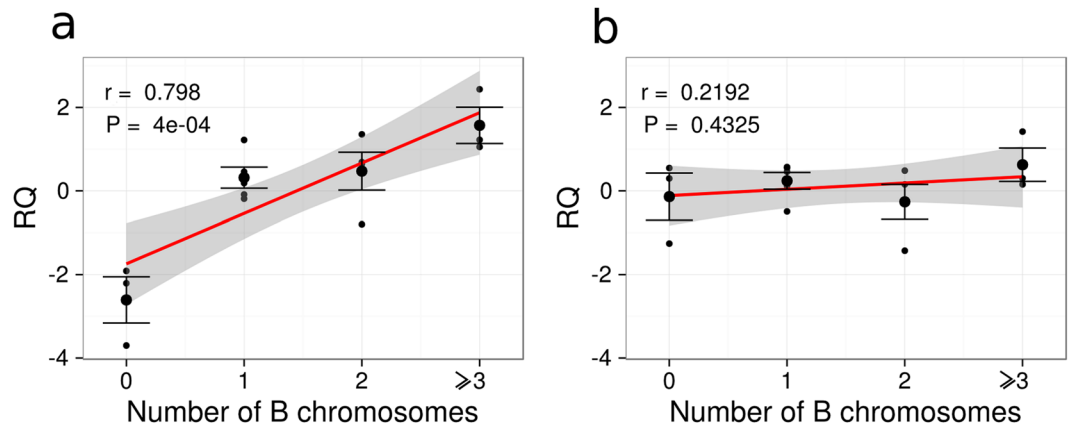 a
r = 0.798
P = 4e-04
RQ
2
0
-2
-4
0 1 2 ⩾3
Number of B chromosomes
b
r = 0.2192
P = 0.4325
RQ
2
0
-2
-4
0 1 2 ⩾3
Number of B chromosomes